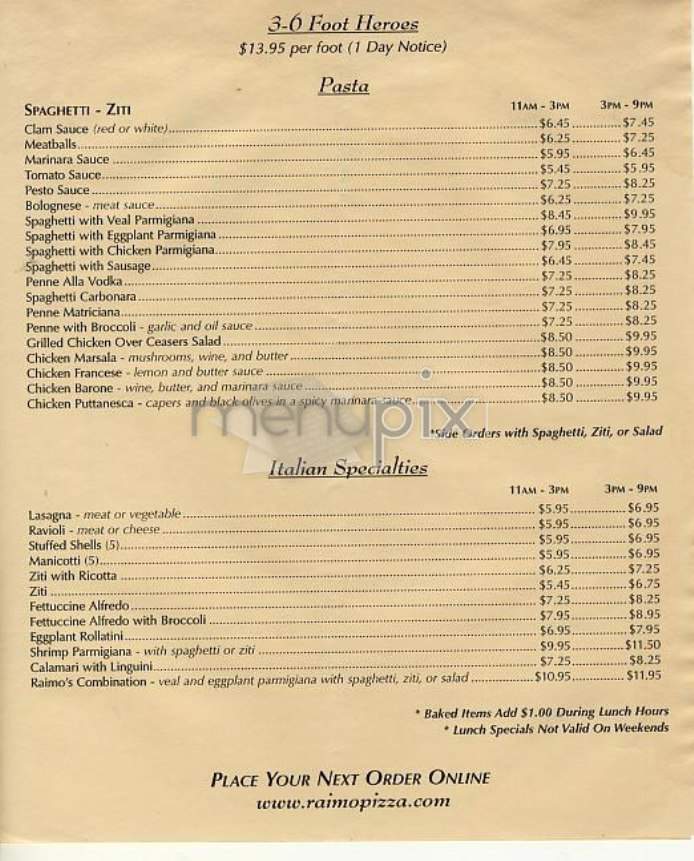 3-6 Foot Heroes
$13.95 per foot (1 Day Notice)
Pasta
SPAGHETTI - ZITI 11AM - 3PM 3PM - 9PM
Clam Sauce (red or white) $6.45 $7.45
Meatballs $6.25 $7.25
Marinara Sauce $5.95 $6.45
Tomato Sauce $5.45 $5.95
Pesto Sauce $7.25 $8.25
Bolognese - meat sauce $6.25 $7.25
Spaghetti with Veal Parmigiana $8.45 $9.95
Spaghetti with Eggplant Parmigiana $6.95 $7.95
Spaghetti with Chicken Parmigiana $7.95 $8.45
Spaghetti with Sausage $6.45 $7.45
Penne Alla Vodka $7.25 $8.25
Spaghetti Carbonara $7.25 $8.25
Penne Matriciana $7.25 $8.25
Penne with Broccoli - garlic and oil sauce $7.25 $8.25
Grilled Chicken Over Ceasers Salad $8.50 $9.95
Chicken Marsala - mushrooms, wine, and butter $8.50 $9.95
Chicken Francese - lemon and butter sauce $8.50 $9.95
Chicken Barone - wine, butter, and marinara sauce $8.50 $9.95
Chicken Puttanesca - capers and black olives in a spicy marinara sauce $8.50 $9.95
menupix
*Side Orders with Spaghetti, Ziti, or Salad
Italian Specialties
11AM - 3PM 3PM - 9PM
Lasagna - meat or vegetable $5.95 $6.95
Ravioli - meat or cheese $5.95 $6.95
Stuffed Shells (5) $5.95 $6.95
Manicotti (5) $5.95 $6.95
Ziti with Ricotta $6.25 $7.25
Ziti $5.45 $6.75
Fettuccine Alfredo $7.25 $8.25
Fettuccine Alfredo with Broccoli $7.95 $8.95
Eggplant Rollatini $6.95 $7.95
Shrimp Parmigiana - with spaghetti or ziti $9.95 $11.50
Calamari with Linguini $7.25 $8.25
Raimo's Combination - veal and eggplant parmigiana with spaghetti, ziti, or salad $10.95 $11.95
* Baked Items Add $1.00 During Lunch Hours
* Lunch Specials Not Valid On Weekends
PLACE YOUR NEXT ORDER ONLINE
www.raimopizza.com